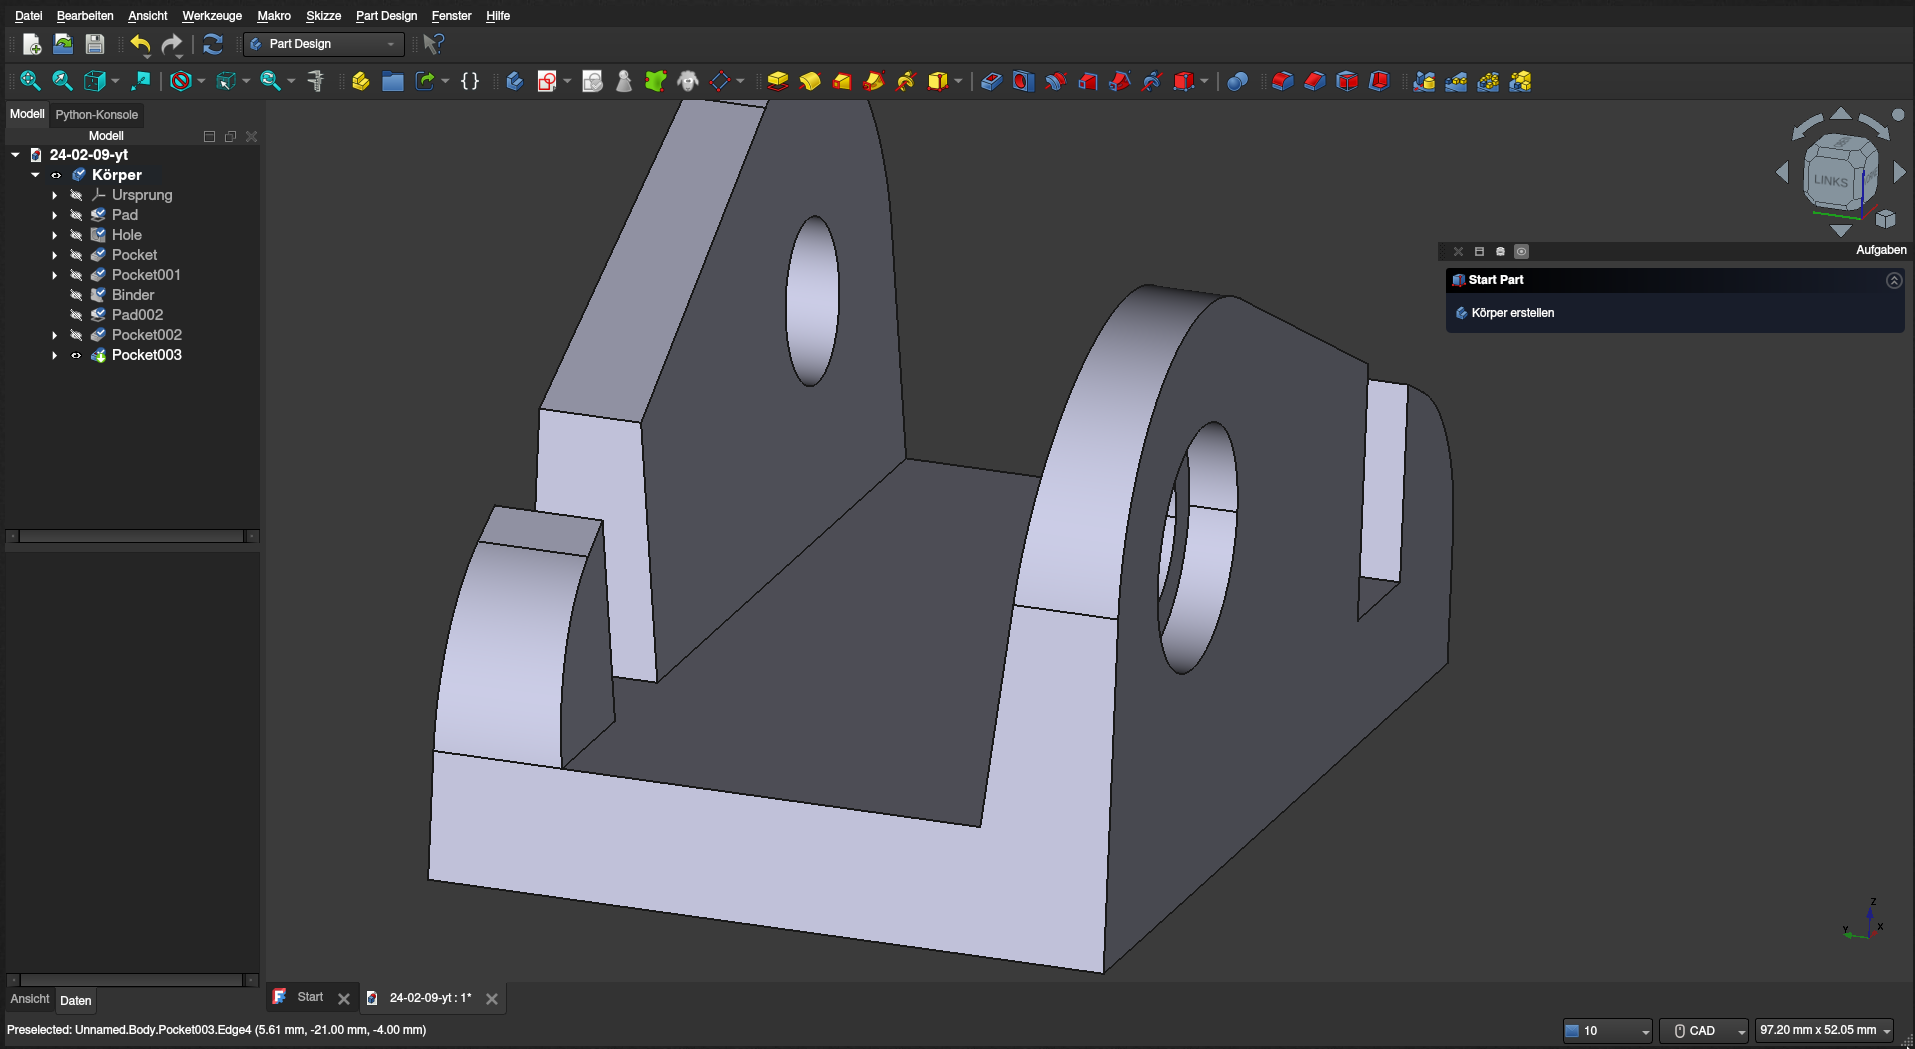 Datei Bearbeiten Ansicht Werkzeuge Makro Skizze Part Design Fenster Hilfe
Part Design
Modell Python-Konsole
Modell
24-02-09-yt
Körper
Ursprung
Pad
Hole
Pocket
Pocket001
Binder
Pad002
Pocket002
Pocket003
LINKS
Aufgaben
Start Part
Körper erstellen
Z
Y
X
Ansicht Daten
Start
24-02-09-yt : 1*
Preselected: Unnamed.Body.Pocket003.Edge4 (5.61 mm, -21.00 mm, -4.00 mm)
10
CAD
97.20 mm x 52.05 mm